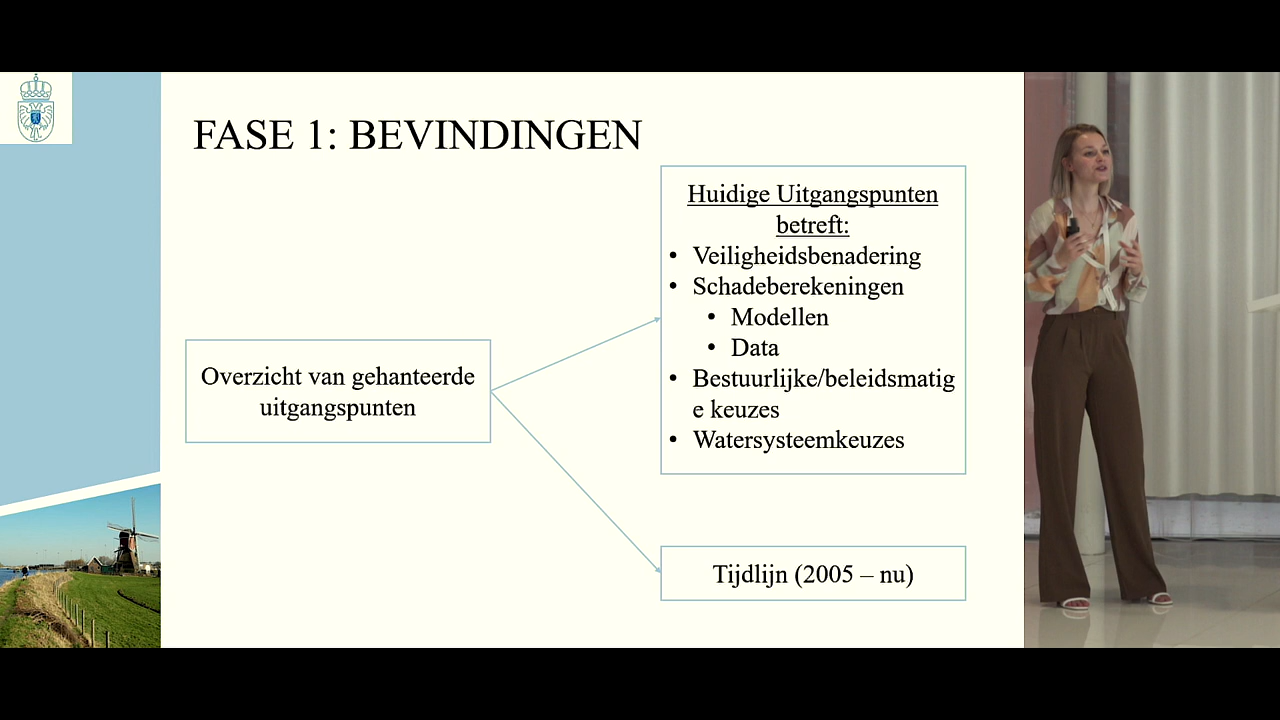 FASE 1: BEVINDINGEN
Huidige Uitgangspunten
betreft:
• Veiligheidsbenadering
• Schadeberekeningen
• Modellen
• Data
• Bestuurlijke/beleidsmatig
e keuzes
• Watersysteemkeuzes
Overzicht van gehanteerde
uitgangspunten
Tijdlijn (2005 – nu)